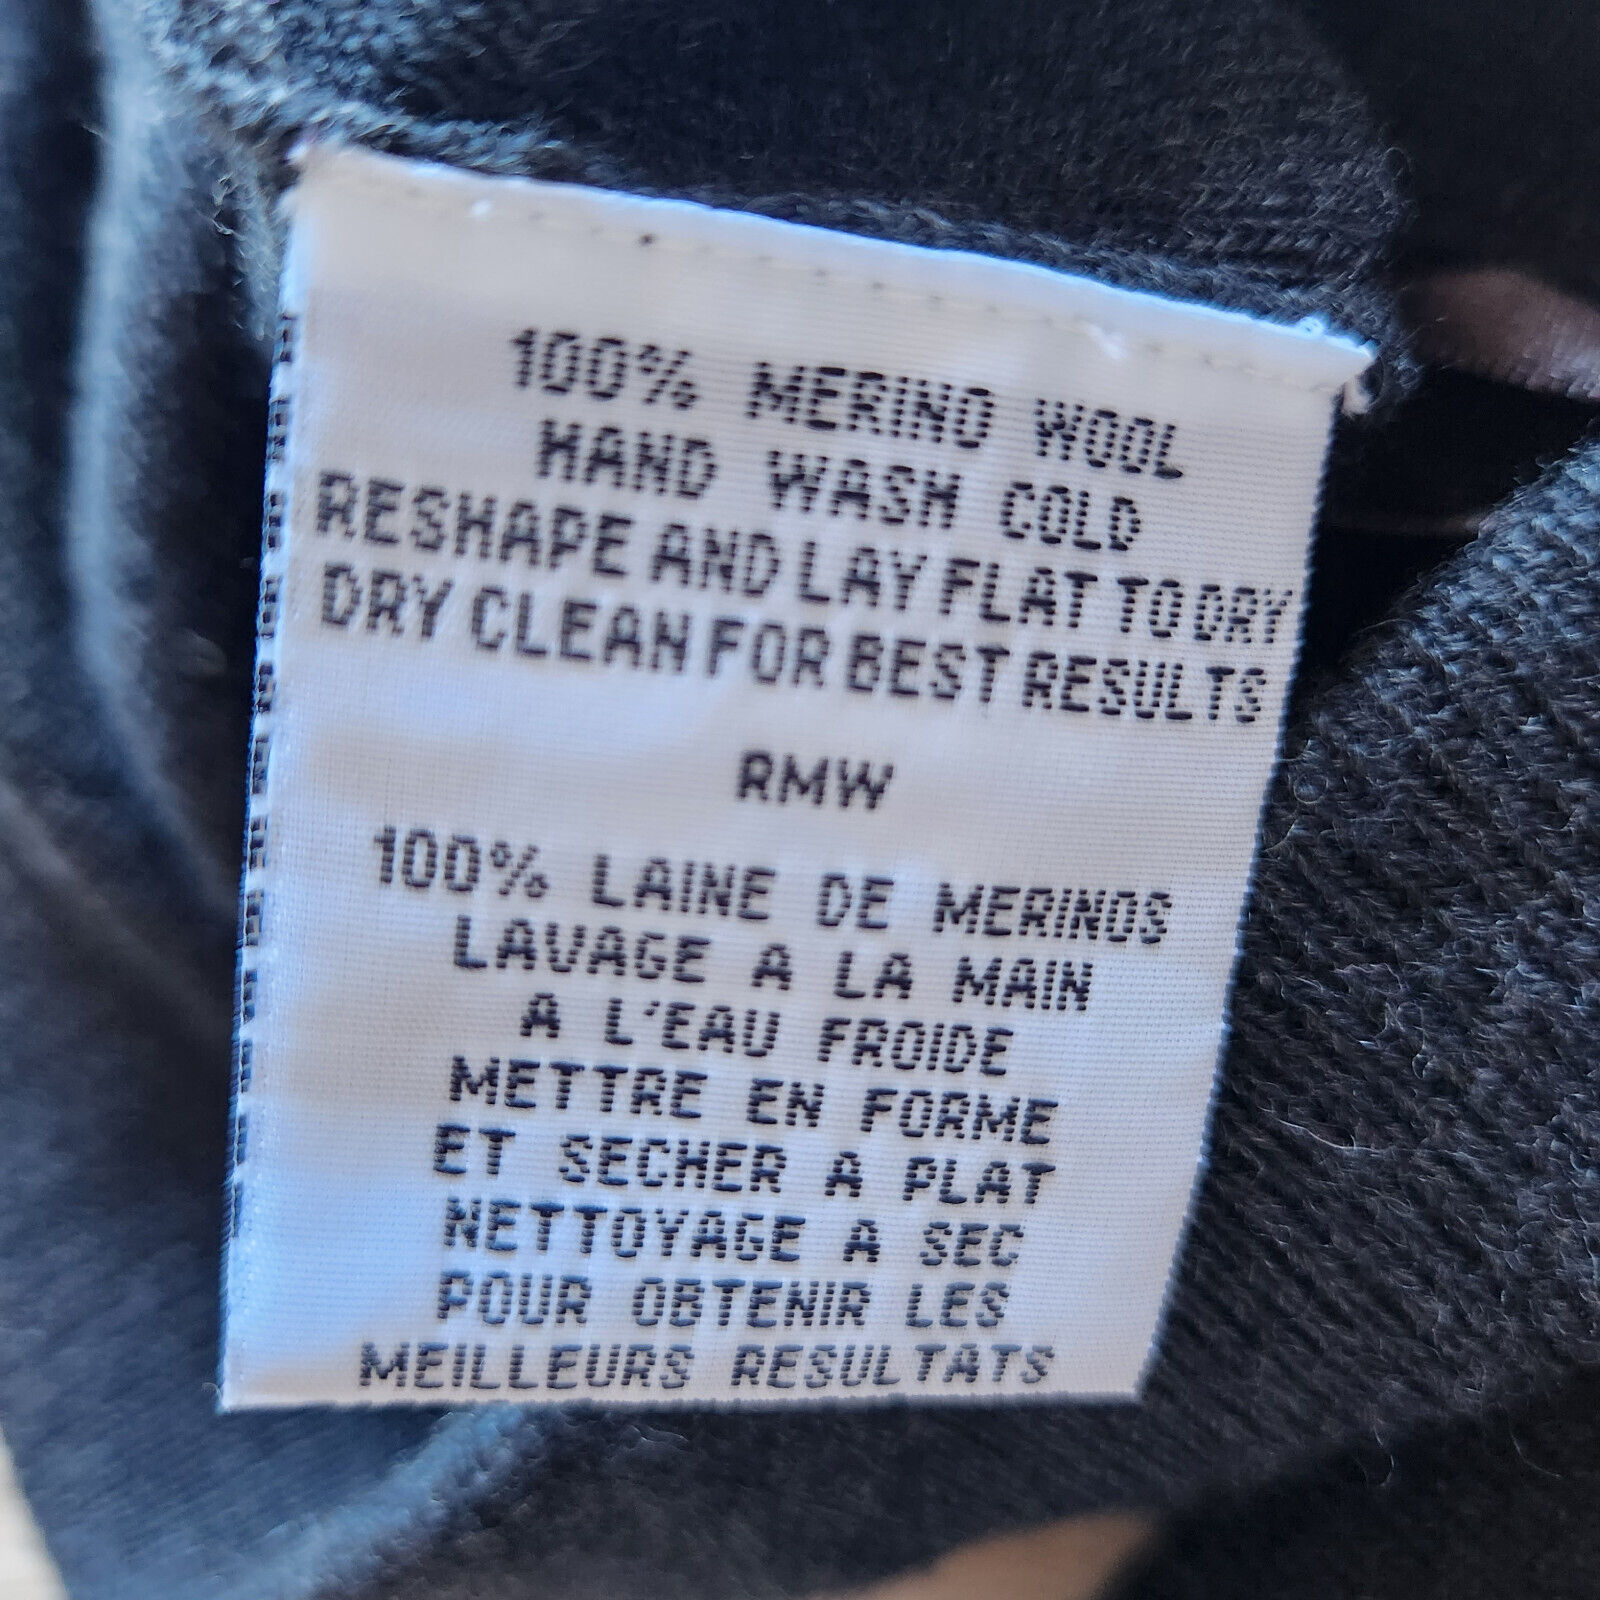 100% MERINO WOOL
HAND WASH COLD
RESHAPE AND LAY FLAT TO DRY
DRY CLEAN FOR BEST RESULTS
RMW
100% LAINE DE MERINOS
LAVAGE A LA MAIN
A L'EAU FROIDE
METTRE EN FORME
ET SECHER A PLAT
NETTOYAGE A SEC
POUR OBTENIR LES
MEILLEURS RESULTATS